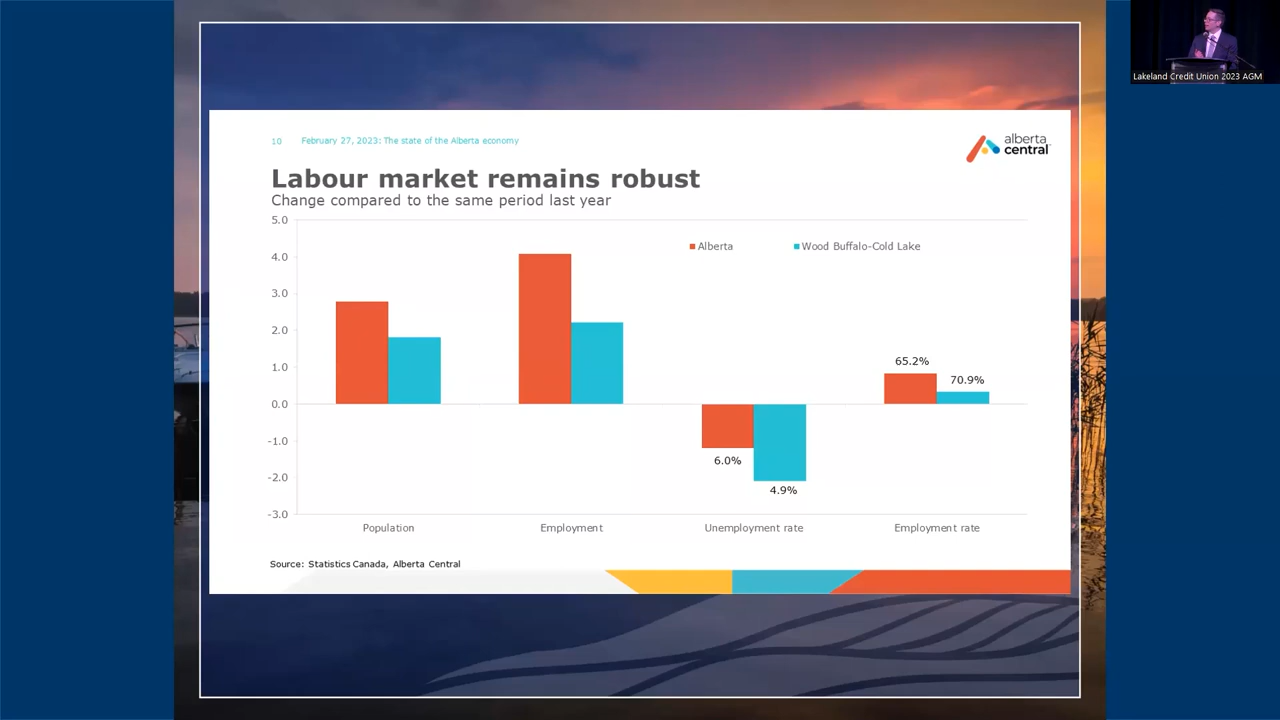 Lakeland Credit Union 2023 AGM
10 February 27, 2023: The state of the Alberta economy
alberta
central
Labour market remains robust
Change compared to the same period last year
5.0
4.0
3.0
2.0
1.0
0.0
-1.0
-2.0
-3.0
Alberta
Wood Buffalo-Cold Lake
65.2%
70.9%
6.0%
4.9%
Population
Employment
Unemployment rate
Employment rate
Source: Statistics Canada, Alberta Central